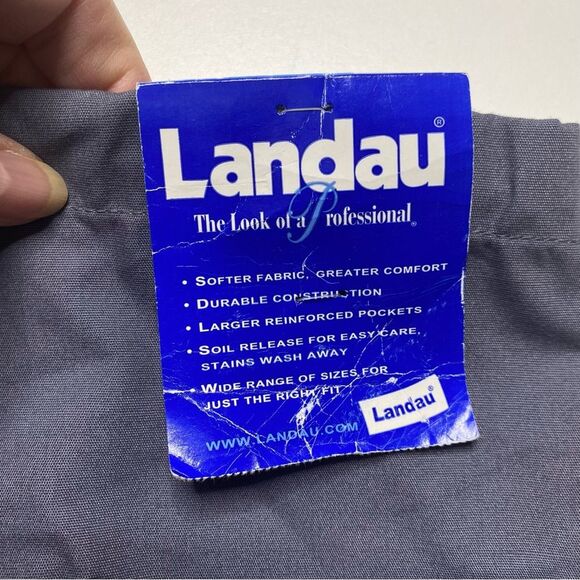 Landau®
The Look of a Professional®
• SOFTER FABRIC, GREATER COMFORT
• DURABLE CONSTRUCTION
• LARGER REINFORCED POCKETS
• SOIL RELEASE FOR EASY CARE,
STAINS WASH AWAY
• WIDE RANGE OF SIZES FOR
JUST THE RIGHT FIT
Landau®
WWW.LANDAU.COM